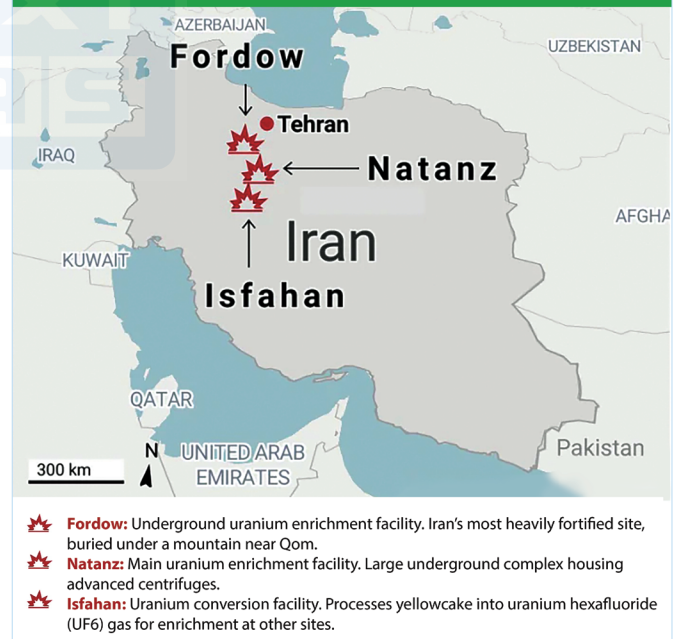 AZERBAIJAN
Fordow
UZBEKISTAN
Tehran
IRAQ
Natanz
AFGHA
Iran
KUWAIT
Isfahan
QATAR
N
UNITED ARAB
EMIRATES
Pakistan
300 km
Fordow: Underground uranium enrichment facility. Iran’s most heavily fortified site,
buried under a mountain near Qom.
Natanz: Main uranium enrichment facility. Large underground complex housing
advanced centrifuges.
Isfahan: Uranium conversion facility. Processes yellowcake into uranium hexafluoride
(UF6) gas for enrichment at other sites.